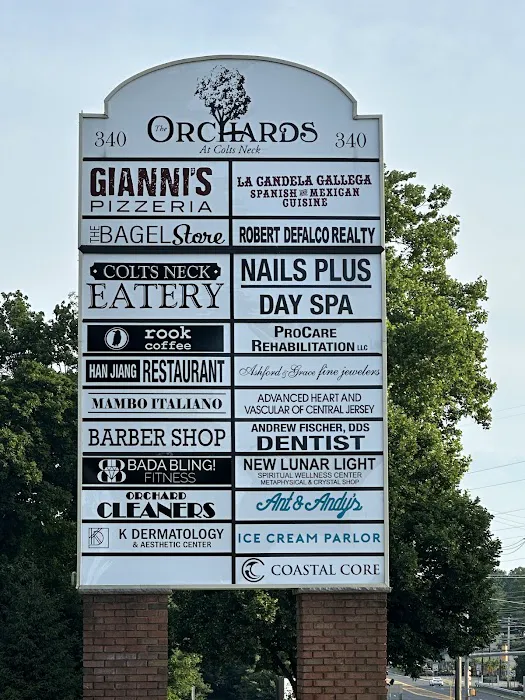 340
The ORCHARDS
340
At Colts Neck
GIANNI'S
PIZZERIA
LA CANDELA GALLEGA
SPANISH AND MEXICAN
CUISINE
THE BAGEL Store
ROBERT DEFALCO REALTY
COLTS NECK
EATERY
NAILS PLUS
DAY SPA
rook
coffee
PROCARE
REHABILITATION LLC
HAN JIANG RESTAURANT
Ashford & Grace fine jewelers
MAMBO ITALIANO
ADVANCED HEART AND
VASCULAR OF CENTRAL JERSEY
BARBER SHOP
ANDREW FISCHER, DDS
DENTIST
BB BADA BLING!
FITNESS
NEW LUNAR LIGHT
SPIRITUAL WELLNESS CENTER
METAPHYSICAL & CRYSTAL SHOP
ORCHARD
CLEANERS
Ant & Andy's
K DERMATOLOGY
& AESTHETIC CENTER
ICE CREAM PARLOR
COASTAL CORE